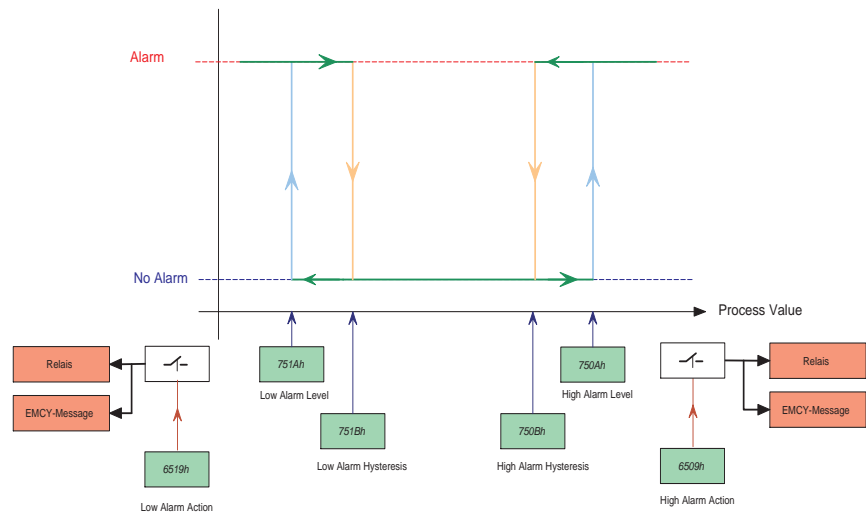 Alarm
No Alarm
Process Value
Relais
EMCY-Message
6519h
Low Alarm Action
751Ah
Low Alarm Level
751Bh
Low Alarm Hysteresis
750Bh
High Alarm Hysteresis
750Ah
High Alarm Level
Relais
EMCY-Message
6509h
High Alarm Action